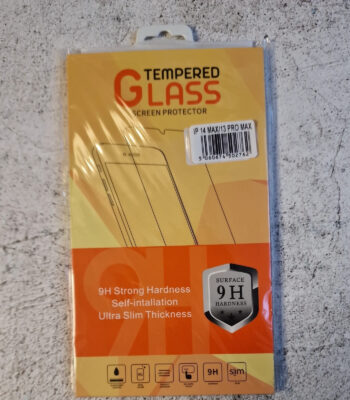 TEMPERED
GLASS
SCREEN PROTECTOR
IP 14 MAX/13 PRO MAX
9H Strong Hardness
Self-intallation
Ultra Slim Thickness
SURFACE
9H
HARDNESS
9H
slim